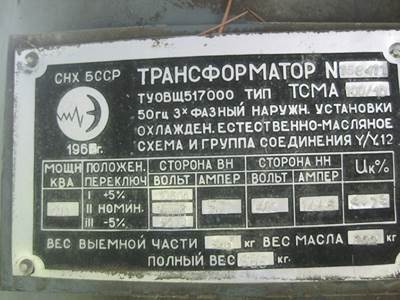 СНХ БССР ТРАНСФОРМАТОР N
ТУОВЩ517000 ТИП ТСМА
50гц 3х ФАЗНЫЙ НАРУЖН. УСТАНОВКИ
ОХЛАЖДЕН. ЕСТЕСТВЕННО-МАСЛЯНОЕ
196 г. СХЕМА И ГРУППА СОЕДИНЕНИЯ Y/Y.12
МОЩН КВА ПОЛОЖЕН. ПЕРЕКЛЮЧ СТОРОНА ВН СТОРОНА НН Uк%
ВОЛЬТ АМПЕР ВОЛЬТ АМПЕР
I +5%
II НОМИН.
III -5%
ВЕС ВЫЕМНОЙ ЧАСТИ кг ВЕС МАСЛА кг
ПОЛНЫЙ ВЕС кг.